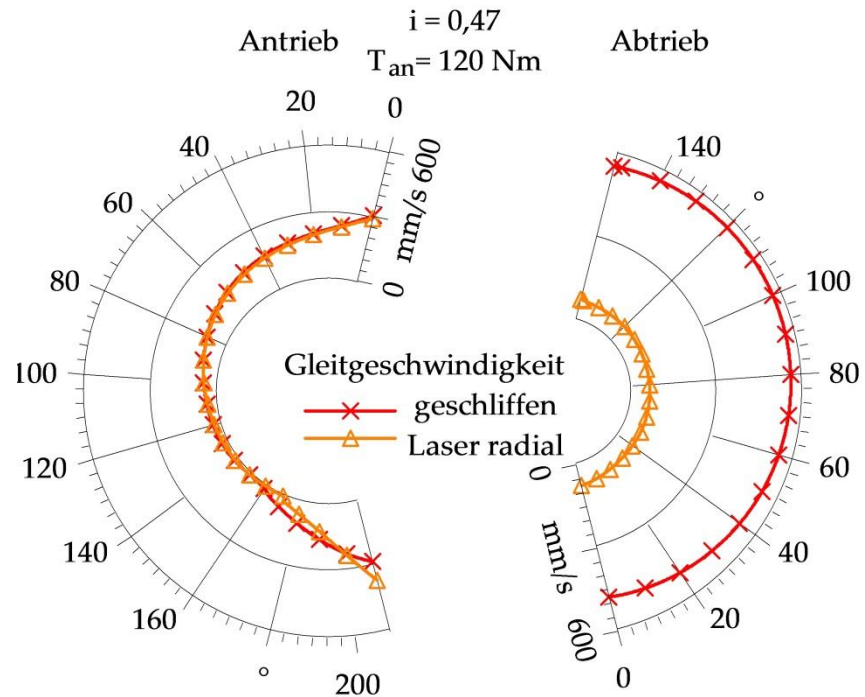 i = 0,47
Antrieb
Abtrieb
T an= 120 Nm
0
20
40
60
80
100
120
140
160
°
200
600
mm/s
0
Gleitgeschwindigkeit
geschliffen
Laser radial
140
°
100
80
60
40
20
0
0
mm/s
600